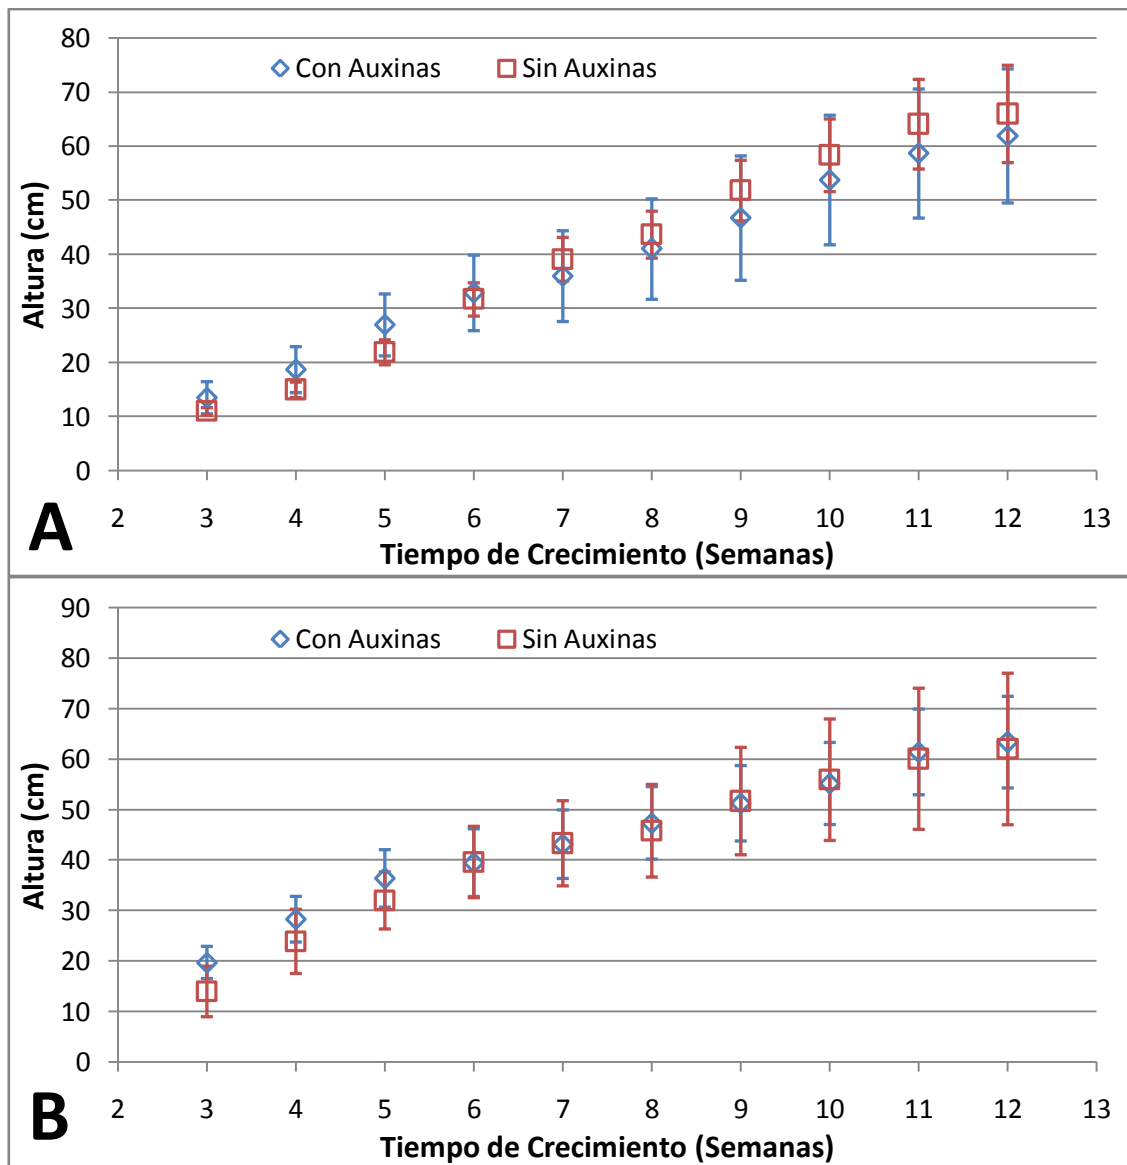 80
70
60
50
40
30
20
10
0
Altura (cm)
Con Auxinas Sin Auxinas
2 3 4 5 6 7 8 9 10 11 12 13
Tiempo de Crecimiento (Semanas)
A
90
80
70
60
50
40
30
20
10
0
Altura (cm)
Con Auxinas Sin Auxinas
2 3 4 5 6 7 8 9 10 11 12 13
Tiempo de Crecimiento (Semanas)
B